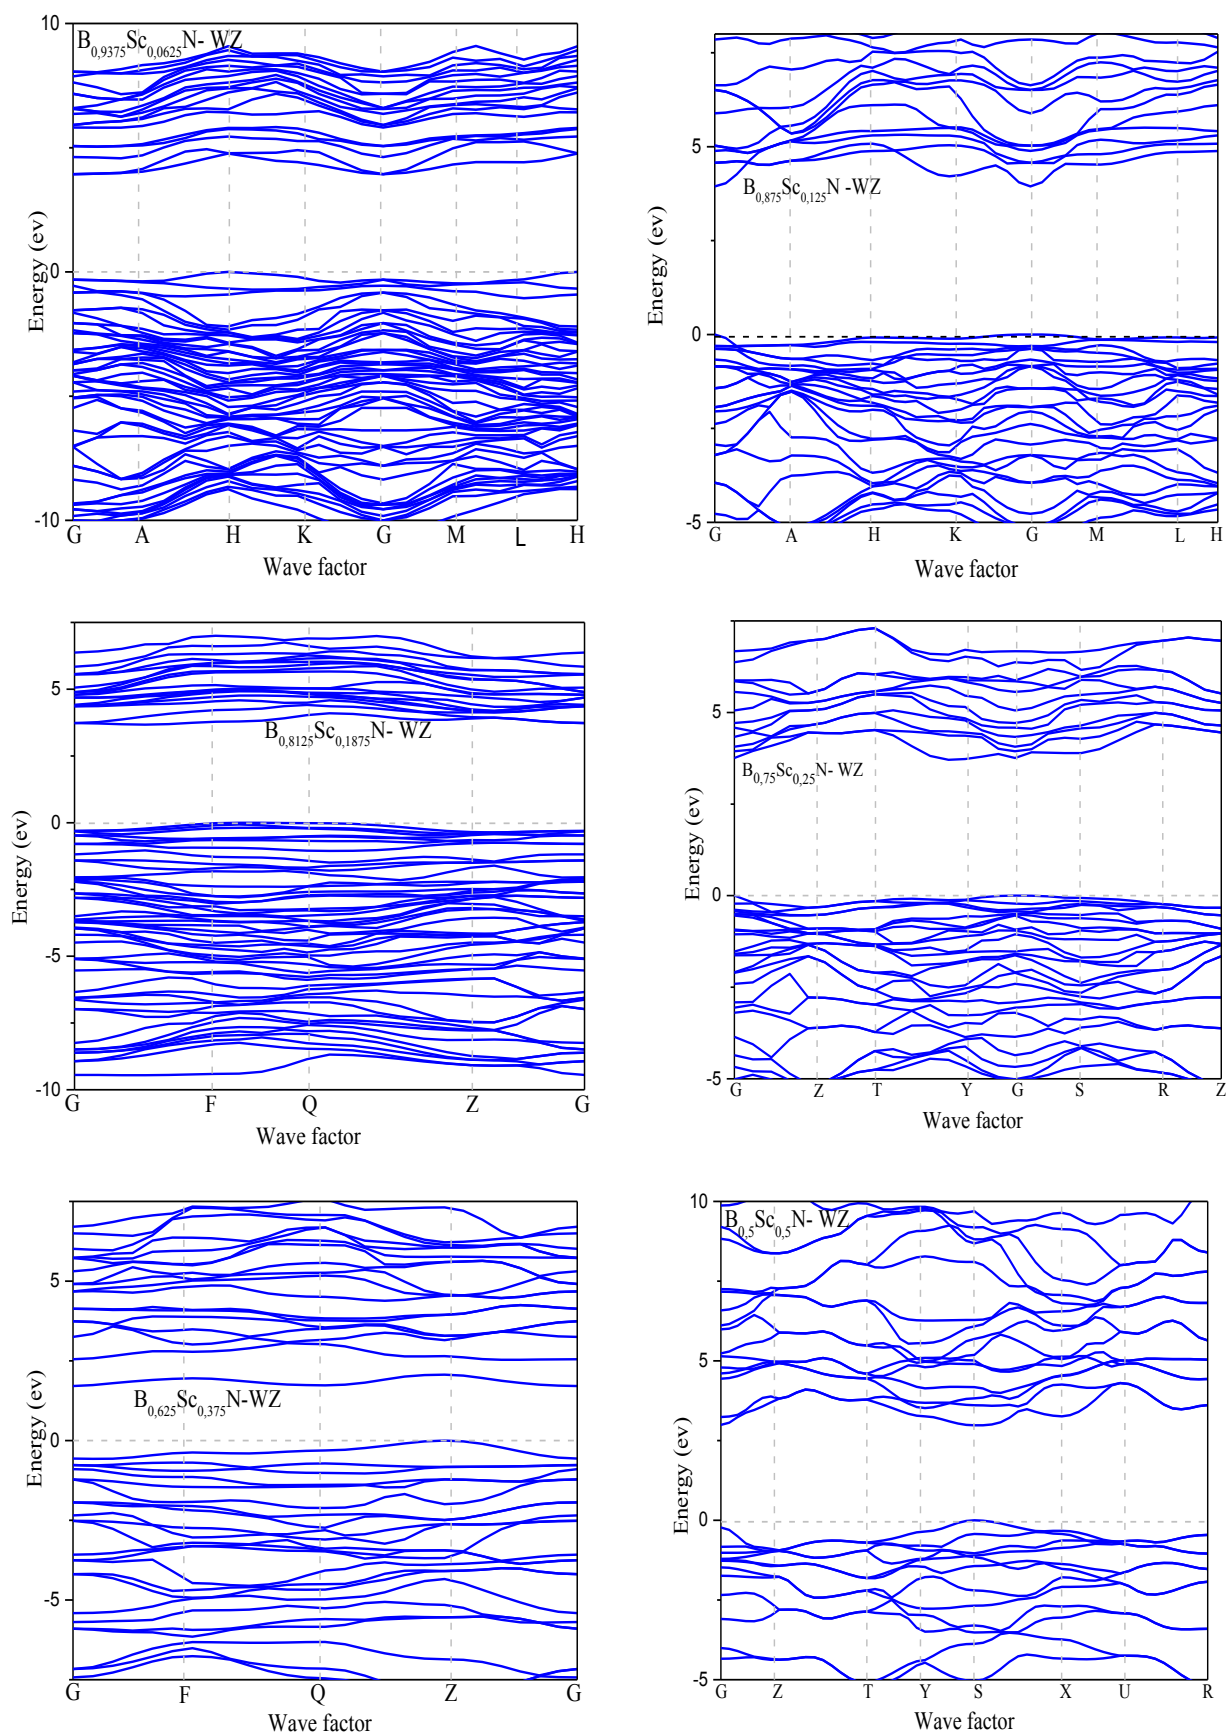 B0,9375Sc0,0625N- WZ
10
0
-10
Energy (ev)
G A H K G M L H
Wave factor
B0,875Sc0,125N -WZ
5
0
-5
Energy (ev)
G A H K G M L H
Wave factor
B0,8125Sc0,1875N- WZ
5
0
-5
-10
Energy (ev)
G F Q Z G
Wave factor
B0,75Sc0,25N- WZ
5
0
-5
Energy (ev)
G Z T Y G S R Z
Wave factor
B0,625Sc0,375N-WZ
5
0
-5
Energy (ev)
G F Q Z G
Wave factor
B0,5Sc0,5N- WZ
10
5
0
-5
Energy (ev)
G Z T Y S X U R
Wave factor